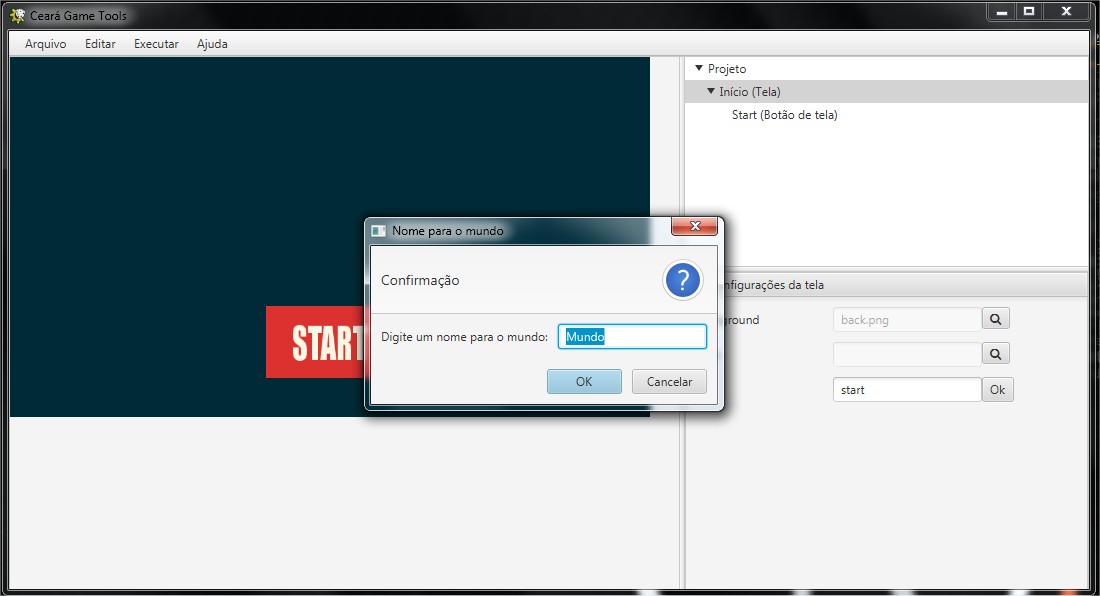 Ceará Game Tools
Arquivo Editar Executar Ajuda
Projeto
Início (Tela)
Start (Botão de tela)
Nome para o mundo
Confirmação
?
Digite um nome para o mundo: Mundo
OK Cancelar
START
nfigurações da tela
round back.png
start Ok